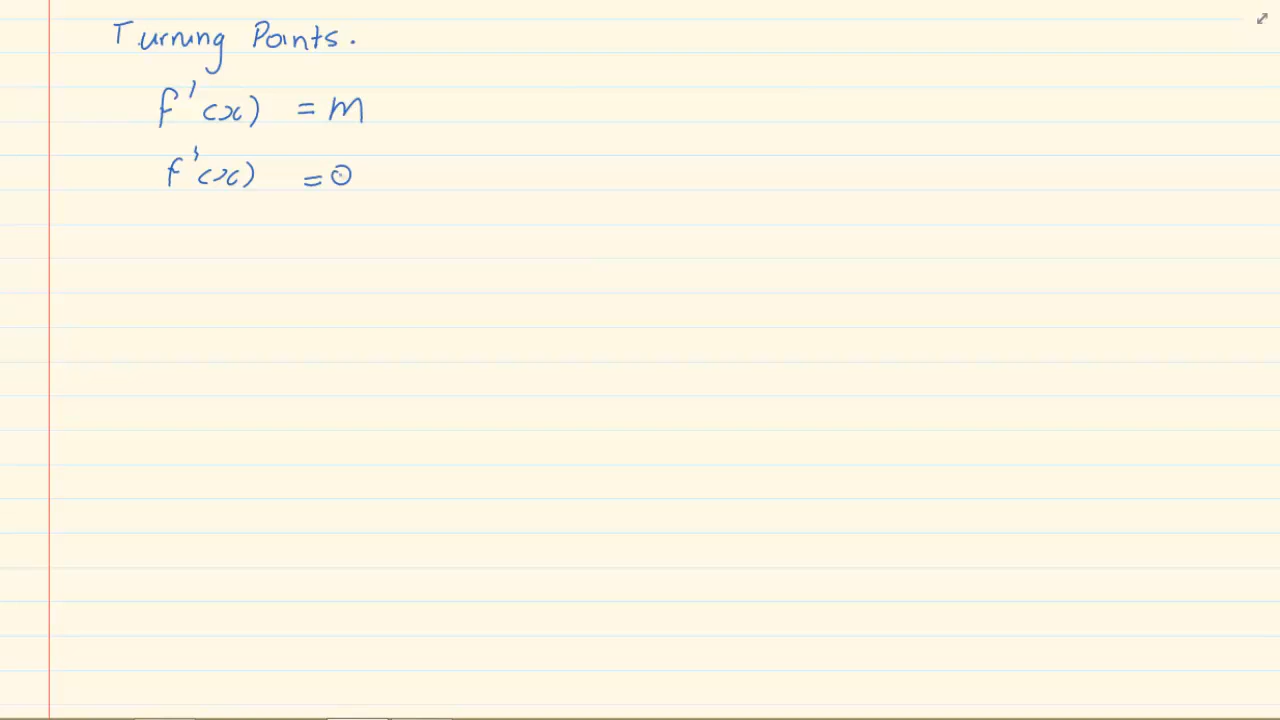 Turning Points.
f'(x) = m
f'(x) = 0